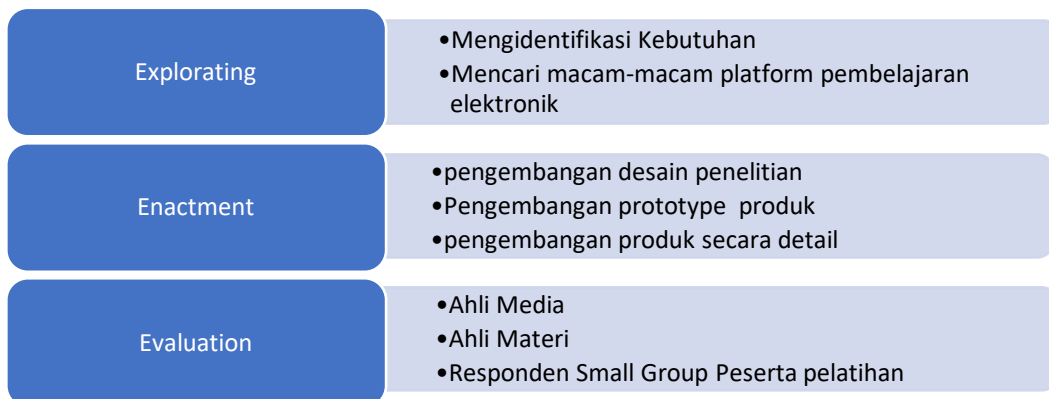 Explorating
•Mengidentifikasi Kebutuhan
•Mencari macam-macam platform pembelajaran
elektronik
Enactment
•pengembangan desain penelitian
•Pengembangan prototype  produk
•pengembangan produk secara detail
Evaluation
•Ahli Media
•Ahli Materi
•Responden Small Group Peserta pelatihan